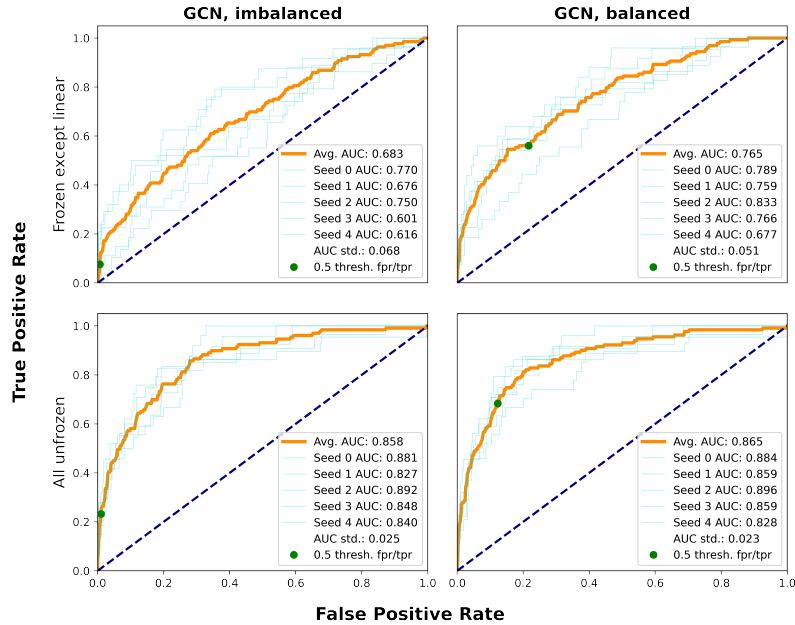 GCN, imbalanced
GCN, balanced
True Positive Rate
Frozen except linear
1.0
0.8
0.6
0.4
0.2
0.0
Avg. AUC: 0.683
Seed 0 AUC: 0.770
Seed 1 AUC: 0.676
Seed 2 AUC: 0.750
Seed 3 AUC: 0.601
Seed 4 AUC: 0.616
AUC std.: 0.068
0.5 thresh. fpr/tpr
Avg. AUC: 0.765
Seed 0 AUC: 0.789
Seed 1 AUC: 0.759
Seed 2 AUC: 0.833
Seed 3 AUC: 0.766
Seed 4 AUC: 0.677
AUC std.: 0.051
0.5 thresh. fpr/tpr
All unfrozen
1.0
0.8
0.6
0.4
0.2
0.0
Avg. AUC: 0.858
Seed 0 AUC: 0.881
Seed 1 AUC: 0.827
Seed 2 AUC: 0.892
Seed 3 AUC: 0.848
Seed 4 AUC: 0.840
AUC std.: 0.025
0.5 thresh. fpr/tpr
Avg. AUC: 0.865
Seed 0 AUC: 0.884
Seed 1 AUC: 0.859
Seed 2 AUC: 0.896
Seed 3 AUC: 0.859
Seed 4 AUC: 0.828
AUC std.: 0.023
0.5 thresh. fpr/tpr
0.0 0.2 0.4 0.6 0.8 1.0
0.0 0.2 0.4 0.6 0.8 1.0
False Positive Rate